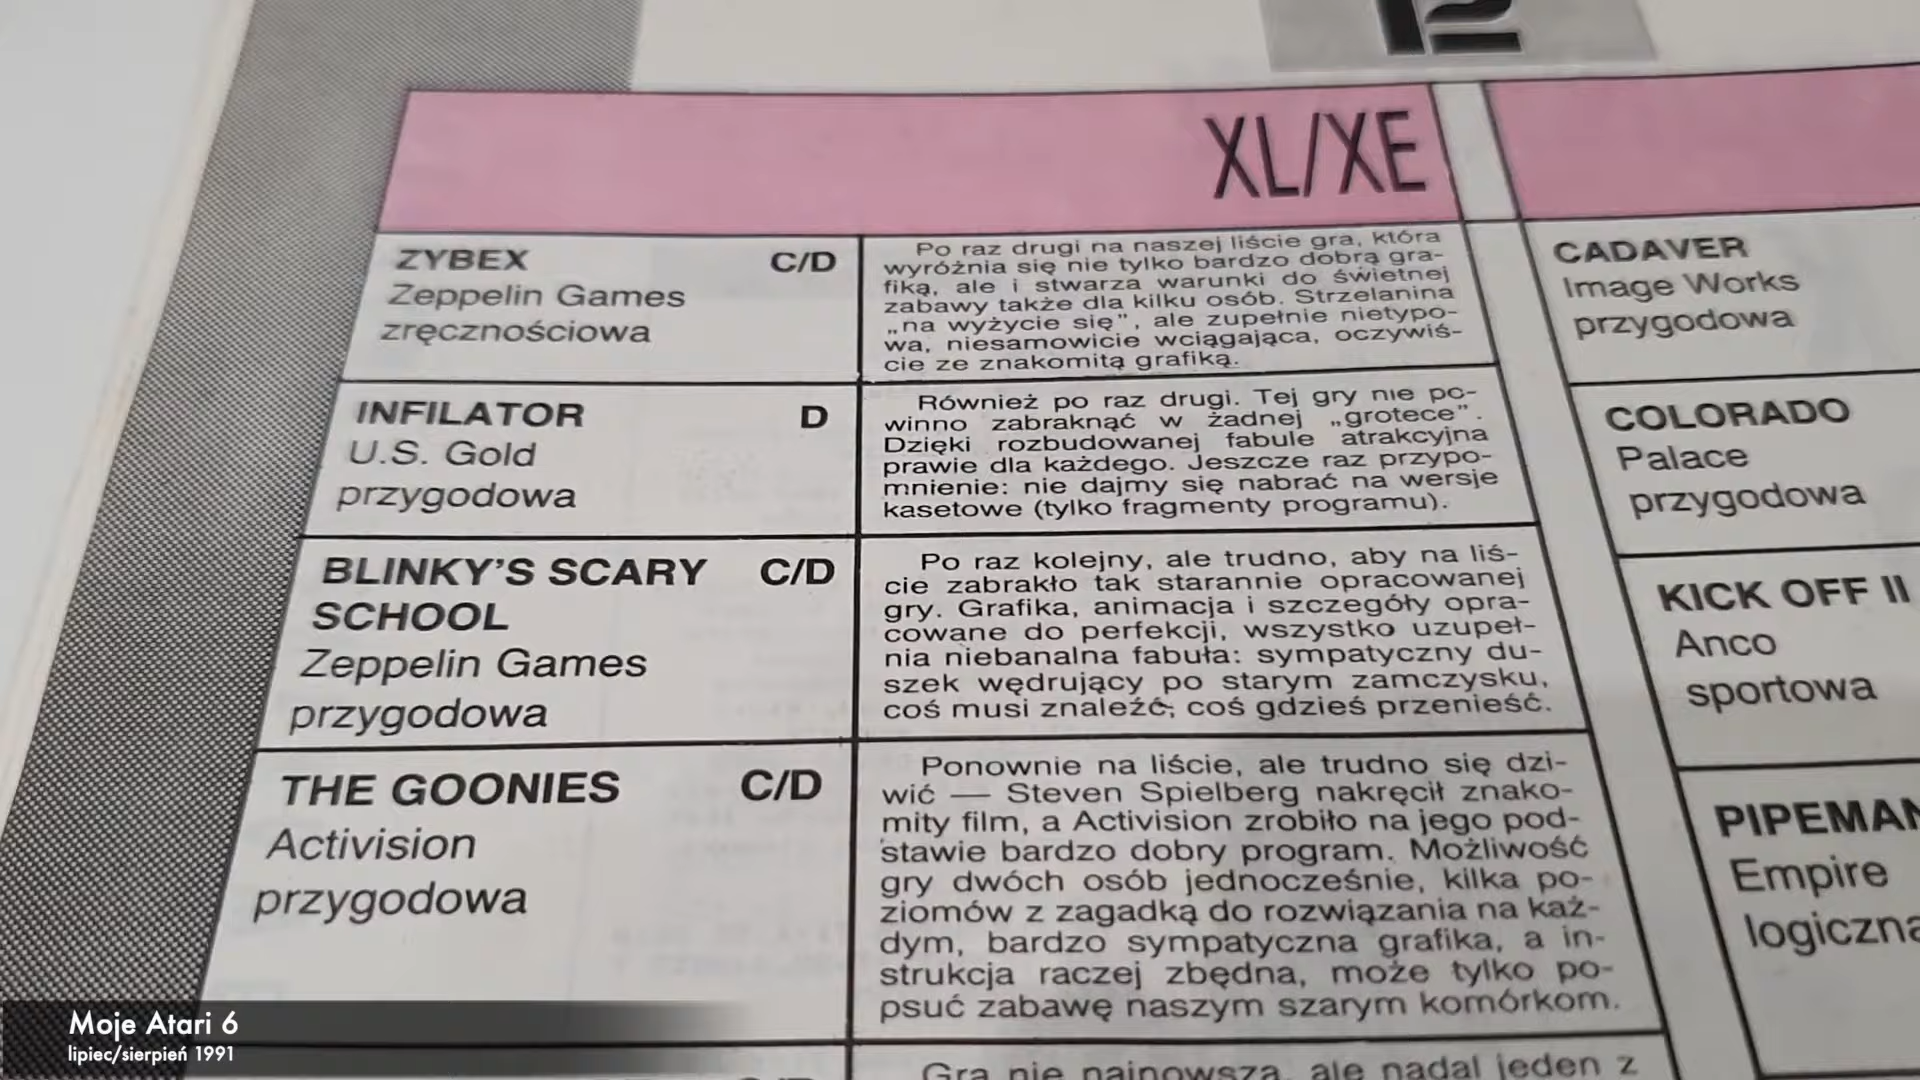 XL/XE
ZYBEX C/D
Zeppelin Games
zręcznościowa
Po raz drugi na naszej liście gra, która
wyróżnia się nie tylko bardzo dobrą gra-
fiką, ale i stwarza warunki do świetnej
zabawy także dla kilku osób. Strzelanina
„na wyżycie się”, ale zupełnie nietypo-
wa, niesamowicie wciągająca, oczywiś-
cie ze znakomitą grafiką.
INFILATOR D
U.S. Gold
przygodowa
Również po raz drugi. Tej gry nie po-
winno zabraknąć w żadnej „grotece”.
Dzięki rozbudowanej fabule atrakcyjna
prawie dla każdego. Jeszcze raz przypo-
mnienie: nie dajmy się nabrać na wersje
kasetowe (tylko fragmenty programu).
BLINKY’S SCARY C/D
SCHOOL
Zeppelin Games
przygodowa
Po raz kolejny, ale trudno, aby na liś-
cie zabrakło tak starannie opracowanej
gry. Grafika, animacja i szczegóły opra-
cowane do perfekcji, wszystko uzupeł-
nia niebanalna fabuła: sympatyczny du-
szek wędrujący po starym zamczysku,
coś musi znaleźć; coś gdzieś przenieść.
THE GOONIES C/D
Activision
przygodowa
Ponownie na liście, ale trudno się dzi-
wić — Steven Spielberg nakręcił znako-
mity film, a Activision zrobiło na jego pod-
stawie bardzo dobry program. Możliwość
gry dwóch osób jednocześnie, kilka po-
ziomów z zagadką do rozwiązania na każ-
dym, bardzo sympatyczna grafika, a in-
strukcja raczej zbędna, może tylko po-
psuć zabawę naszym szarym komórkom.
Gra nie najnowsza, ale nadal jeden z
CADAVER
Image Works
przygodowa
COLORADO
Palace
przygodowa
KICK OFF II
Anco
sportowa
PIPEMAN
Empire
logiczna
Moje Atari 6
lipiec/sierpień 1991